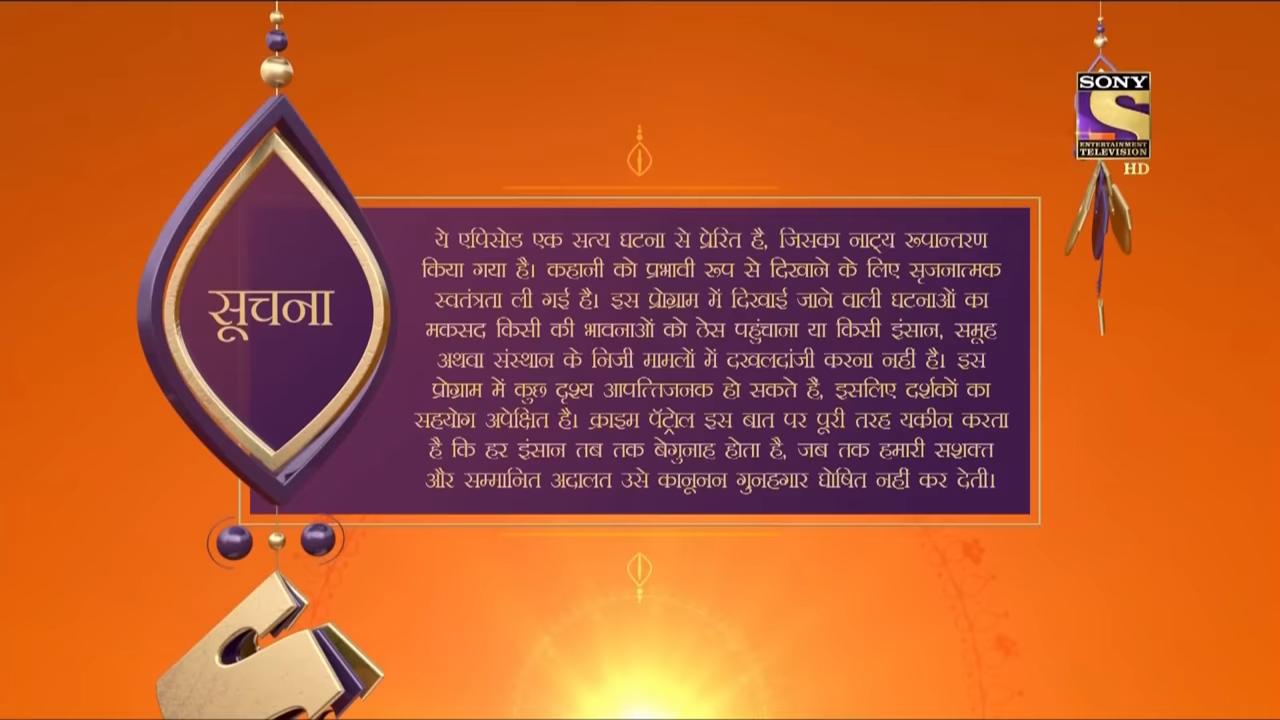 SONY
ENTERTAINMENT
TELEVISION
HD
सूचना
ये एपिसोड एक सत्य घटना से प्रेरित है, जिसका नाट्य रूपान्तरण
किया गया है। कहानी को प्रभावी रूप से दिखाने के लिए सृजनात्मक
स्वतंत्रता ली गई है। इस प्रोग्राम में दिखाई जाने वाली घटनाओं का
मकसद किसी की भावनाओं को ठेस पहुंचाना या किसी इंसान, समूह
अथवा संस्थान के निजी मामलों में दखलदांजी करना नहीं है। इस
प्रोग्राम में कुछ दृश्य आपत्तिजनक हो सकते हैं, इसलिए दर्शकों का
सहयोग अपेक्षित है। क्राइम पॅट्रोल इस बात पर पूरी तरह यकीन करता
है कि हर इंसान तब तक बेगुनाह होता है, जब तक हमारी सशक्त
और सम्मानित अदालत उसे कानूनन गुनहगार घोषित नहीं कर देती।